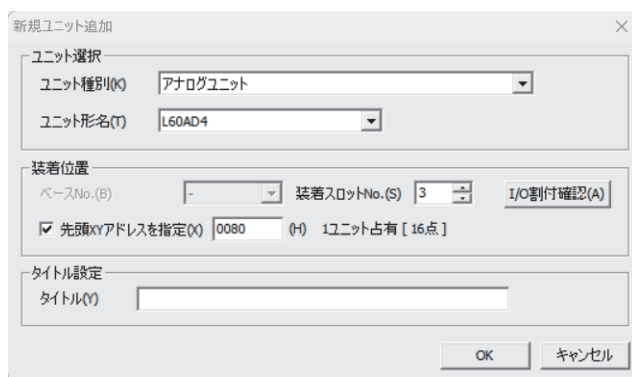 新規ユニット追加
ユニット選択
ユニット種別(K) アナログユニット
ユニット形名(T) L60AD4
装着位置
ベースNo.(B) - 装着スロットNo.(S) 3 I/O割付確認(A)
先頭XYアドレスを指定(X) 0080 (H) 1ユニット占有 [ 16点 ]
タイトル設定
タイトル(Y)
OK キャンセル